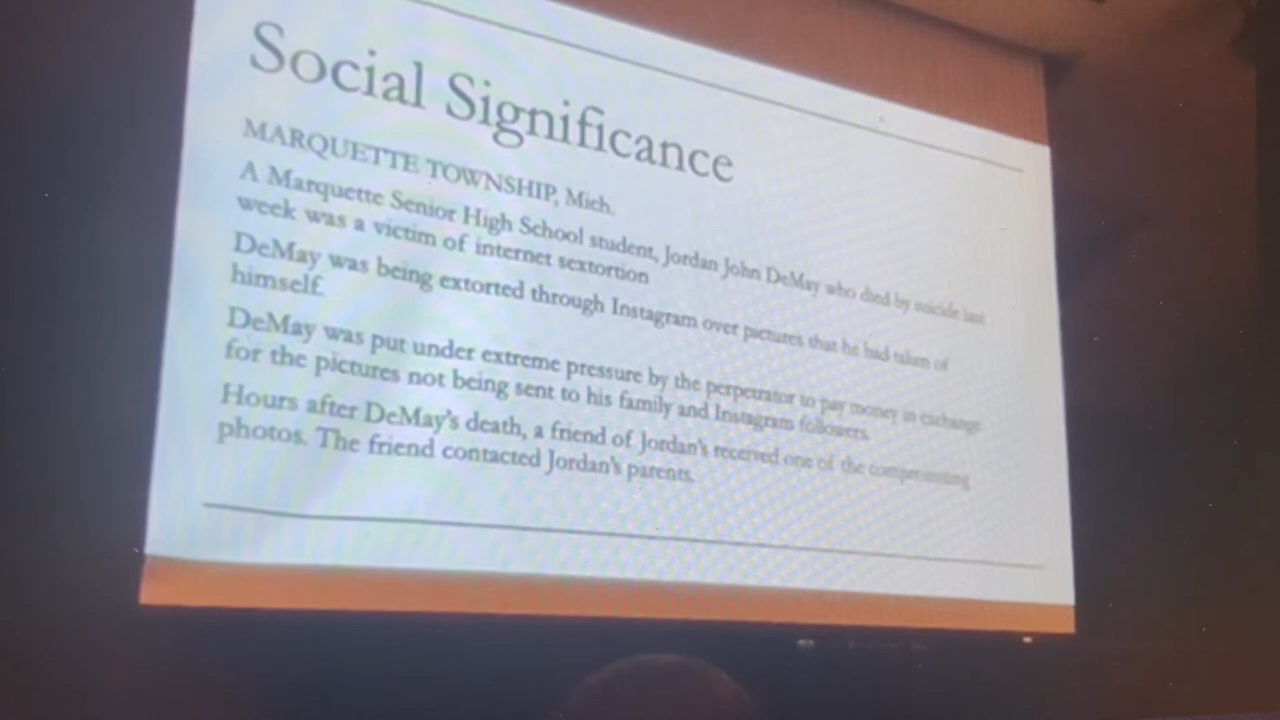 Social Significance
MARQUETTE TOWNSHIP, Mich.
A Marquette Senior High School student, Jordan John DeMay who died by suicide last
week was a victim of internet sextortion
DeMay was being extorted through Instagram over pictures that he had taken of
himself.
DeMay was put under extreme pressure by the perpetrator to pay money in exchange
for the pictures not being sent to his family and Instagram followers.
Hours after DeMay's death, a friend of Jordan's received one of the compromising
photos. The friend contacted Jordan's parents.